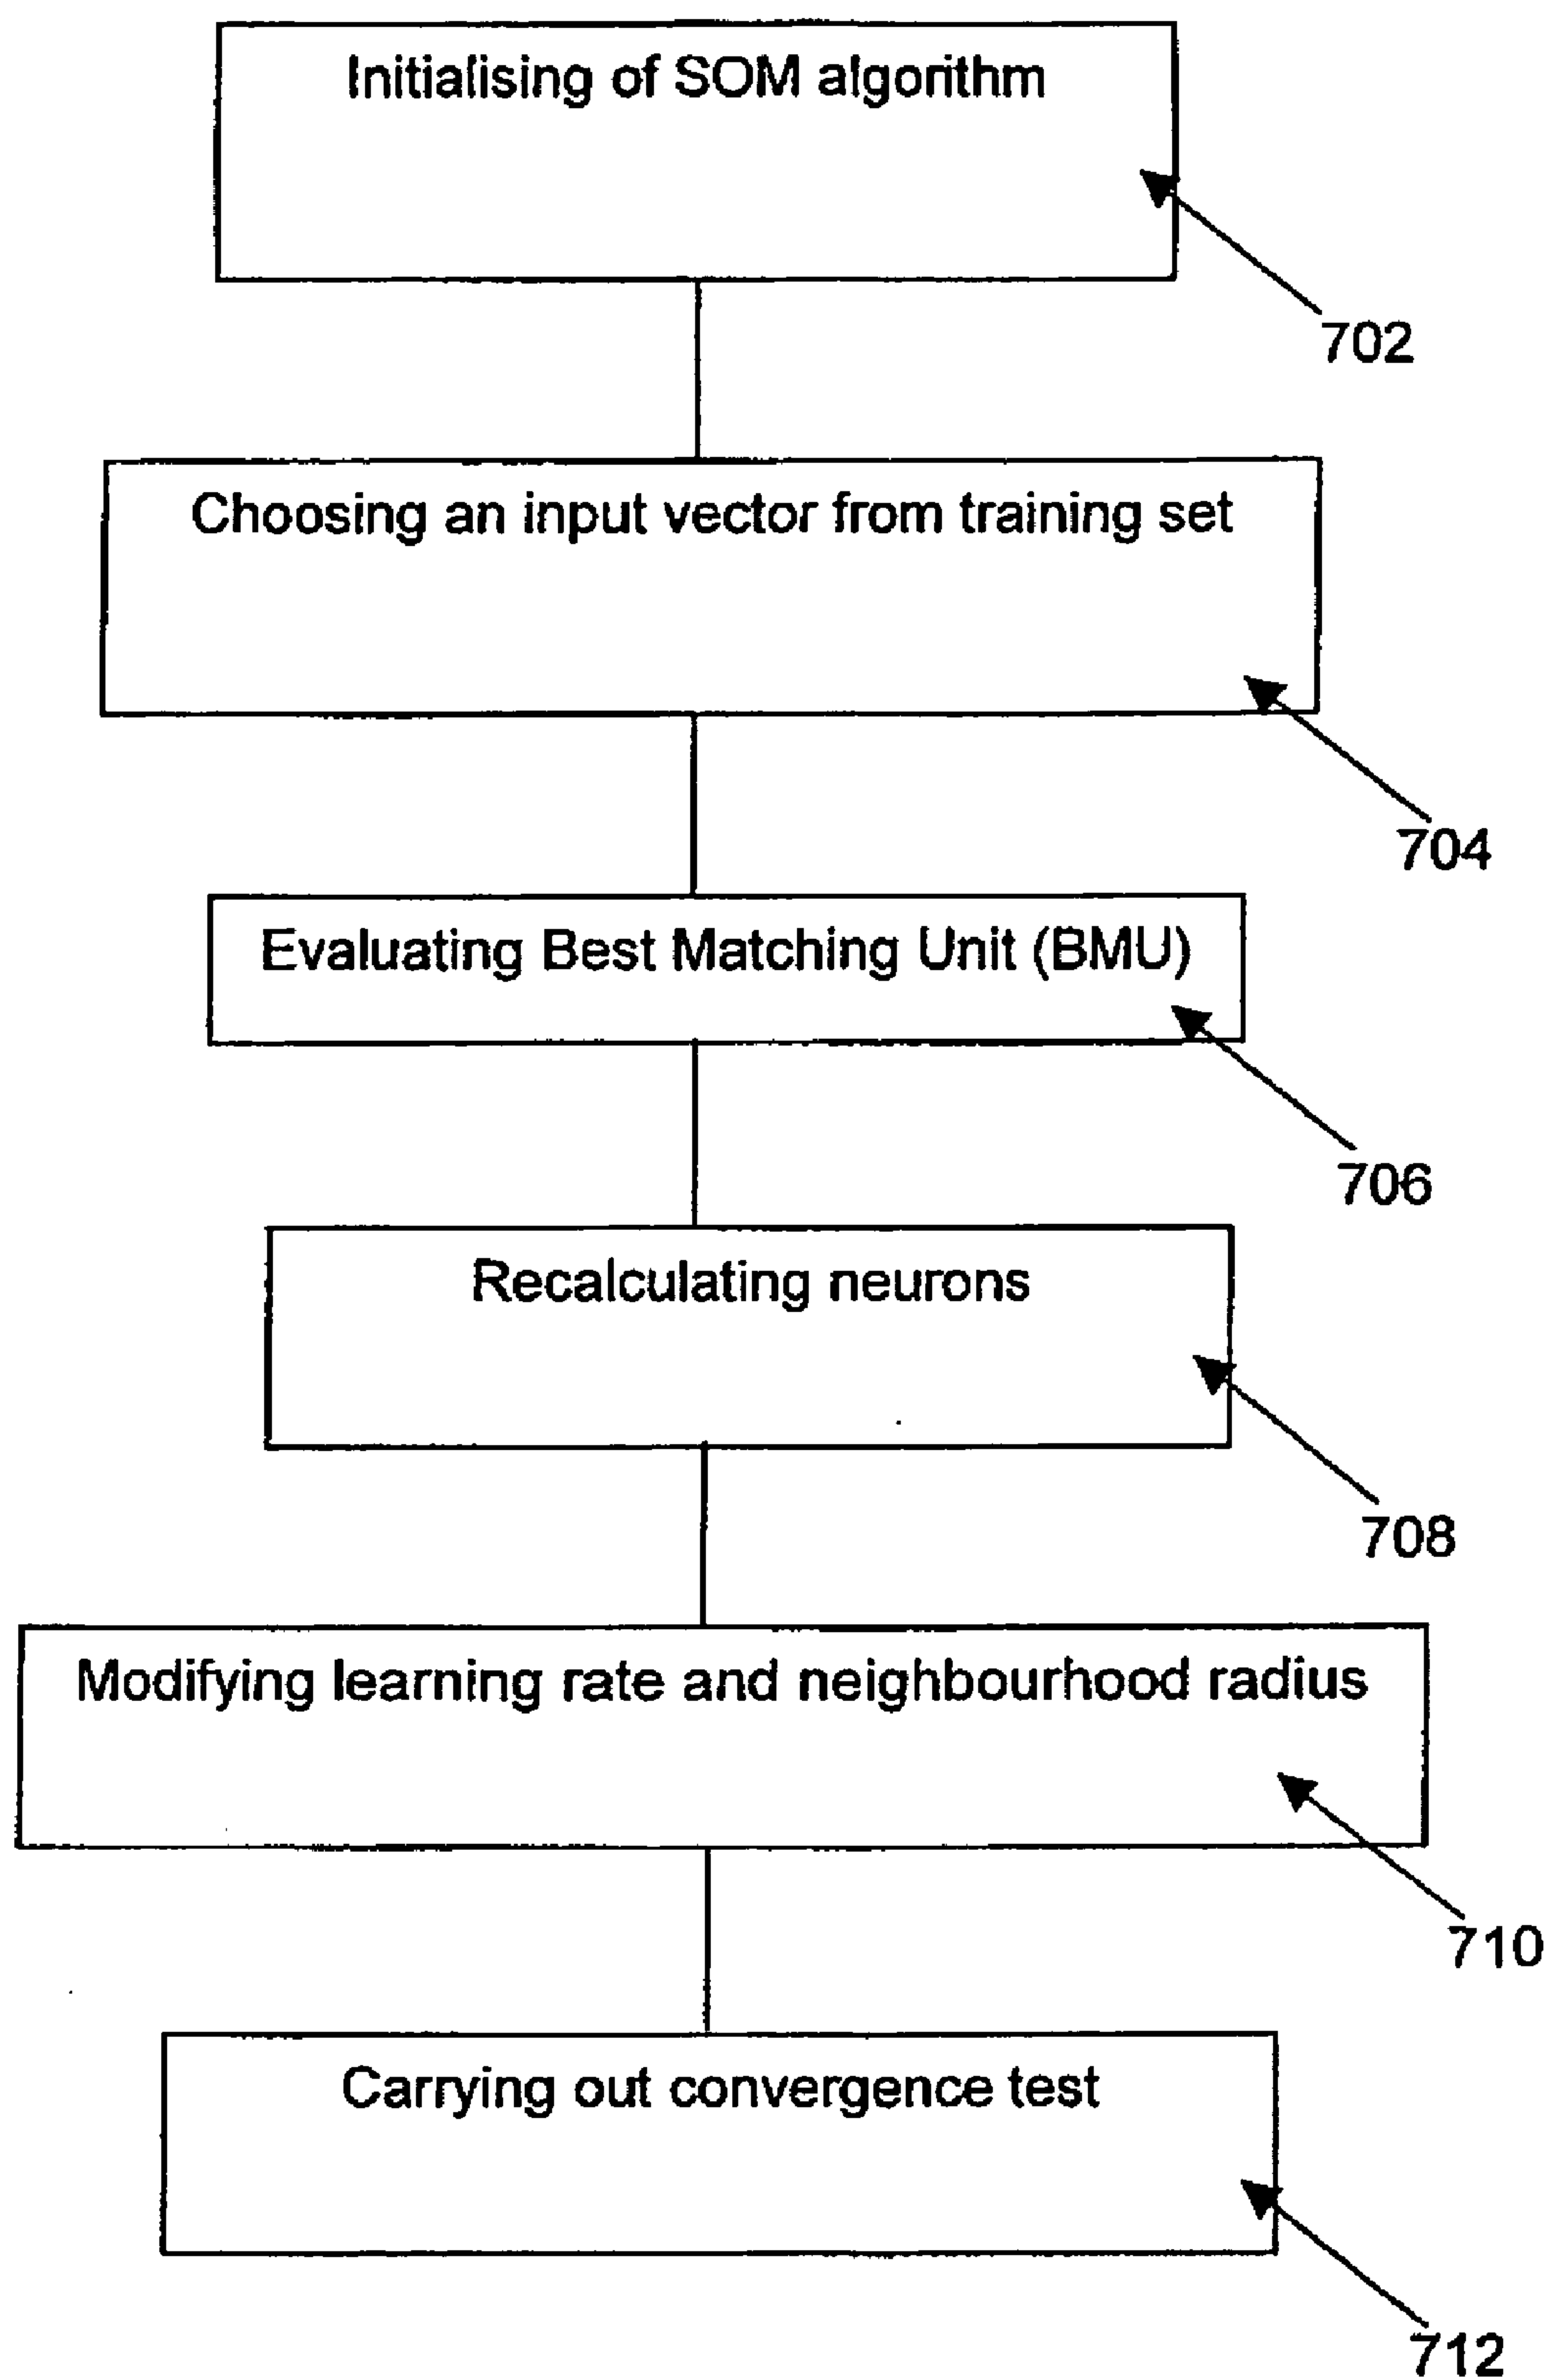 Initialising of SOM algorithm
702
Choosing an input vector from training set
704
Evaluating Best Matching Unit (BMU)
706
Recalculating neurons
708
Modifying learning rate and neighbourhood radius
710
Carrying out convergence test
712